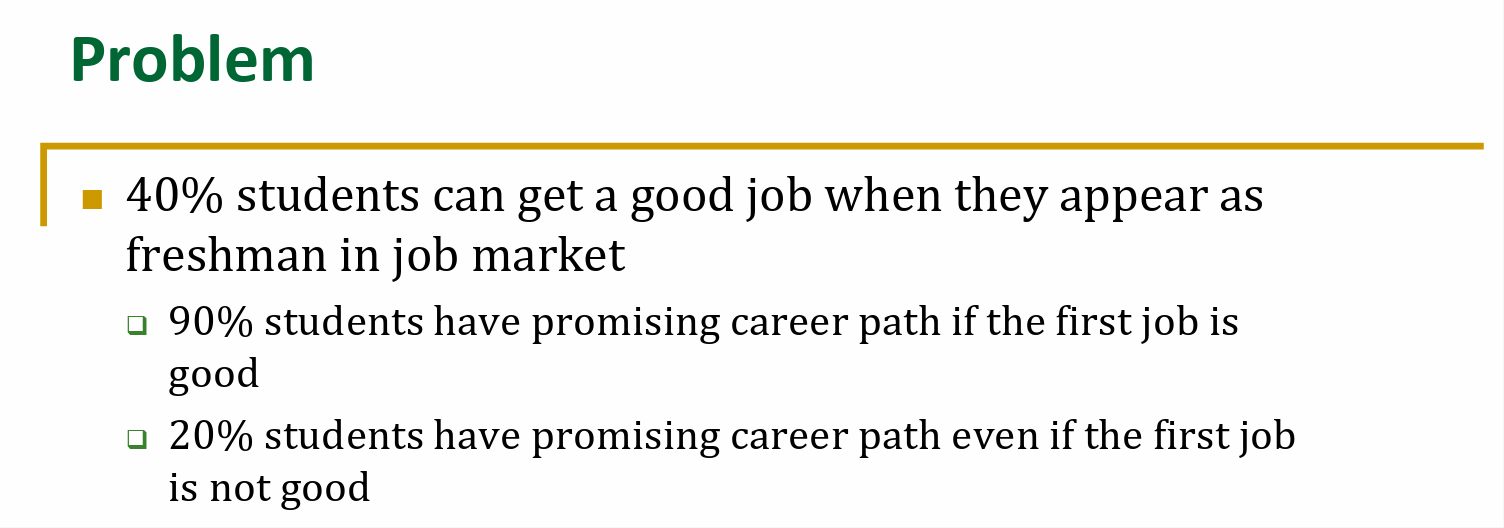 Problem
40% students can get a good job when they appear as
freshman in job market
90% students have promising career path if the first job is
good
20% students have promising career path even if the first job
is not good